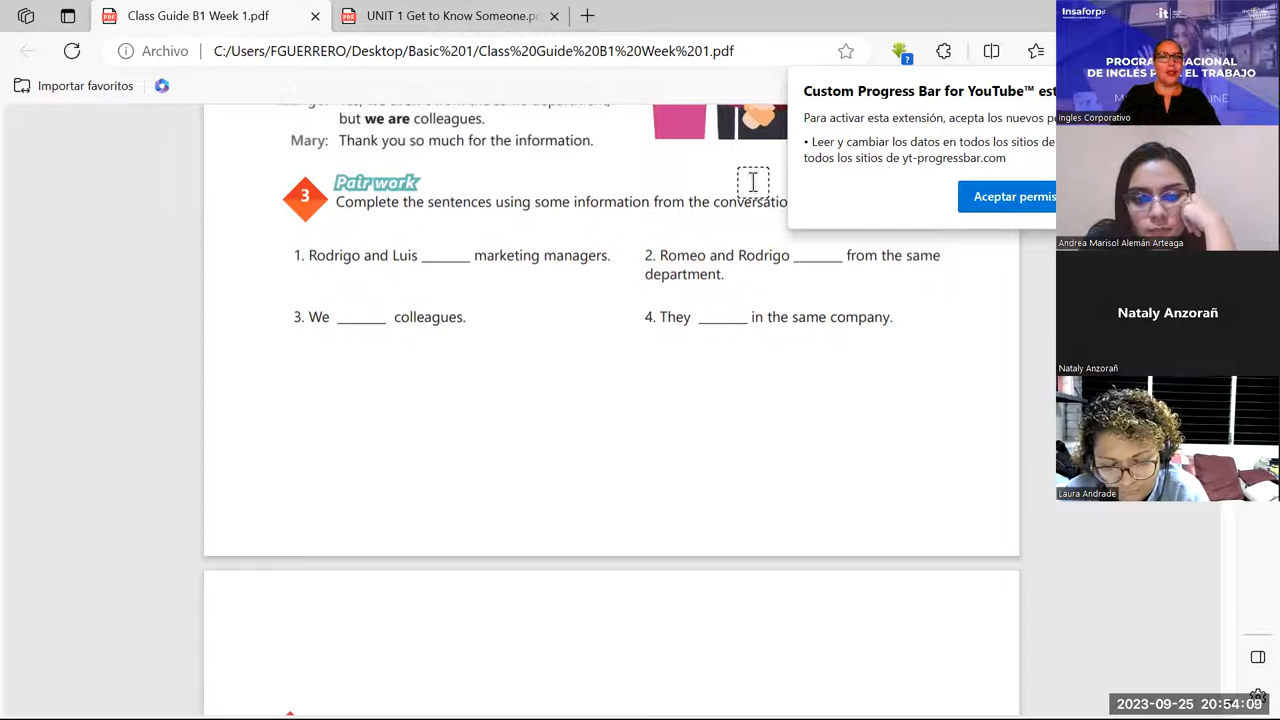 Class Guide B1 Week 1.pdf
UNIT 1 Get to Know Someone.p
Archivo
C:/Users/FGUERRERO/Desktop/Basic%201/Class%20Guide%20B1%20Week%201.pdf
Importar favoritos
Custom Progress Bar for YouTube™ est
Para activar esta extensión, acepta los nuevos p
• Leer y cambiar los datos en todos los sitios de
todos los sitios de yt-progressbar.com
Aceptar permis
but we are colleagues.
Mary: Thank you so much for the information.
3
Pair work
Complete the sentences using some information from the conversatio
1. Rodrigo and Luis _______ marketing managers.
2. Romeo and Rodrigo _______ from the same
department.
3. We _______ colleagues.
4. They _______ in the same company.
Insaforp
it
PROGRAMA NACIONAL
DE INGLÉS PARA EL TRABAJO
Ingles Corporativo
Andrea Marisol Alemán Arteaga
Nataly Anzorañ
Nataly Anzorañ
Laura Andrade
2023-09-25 20:54:09